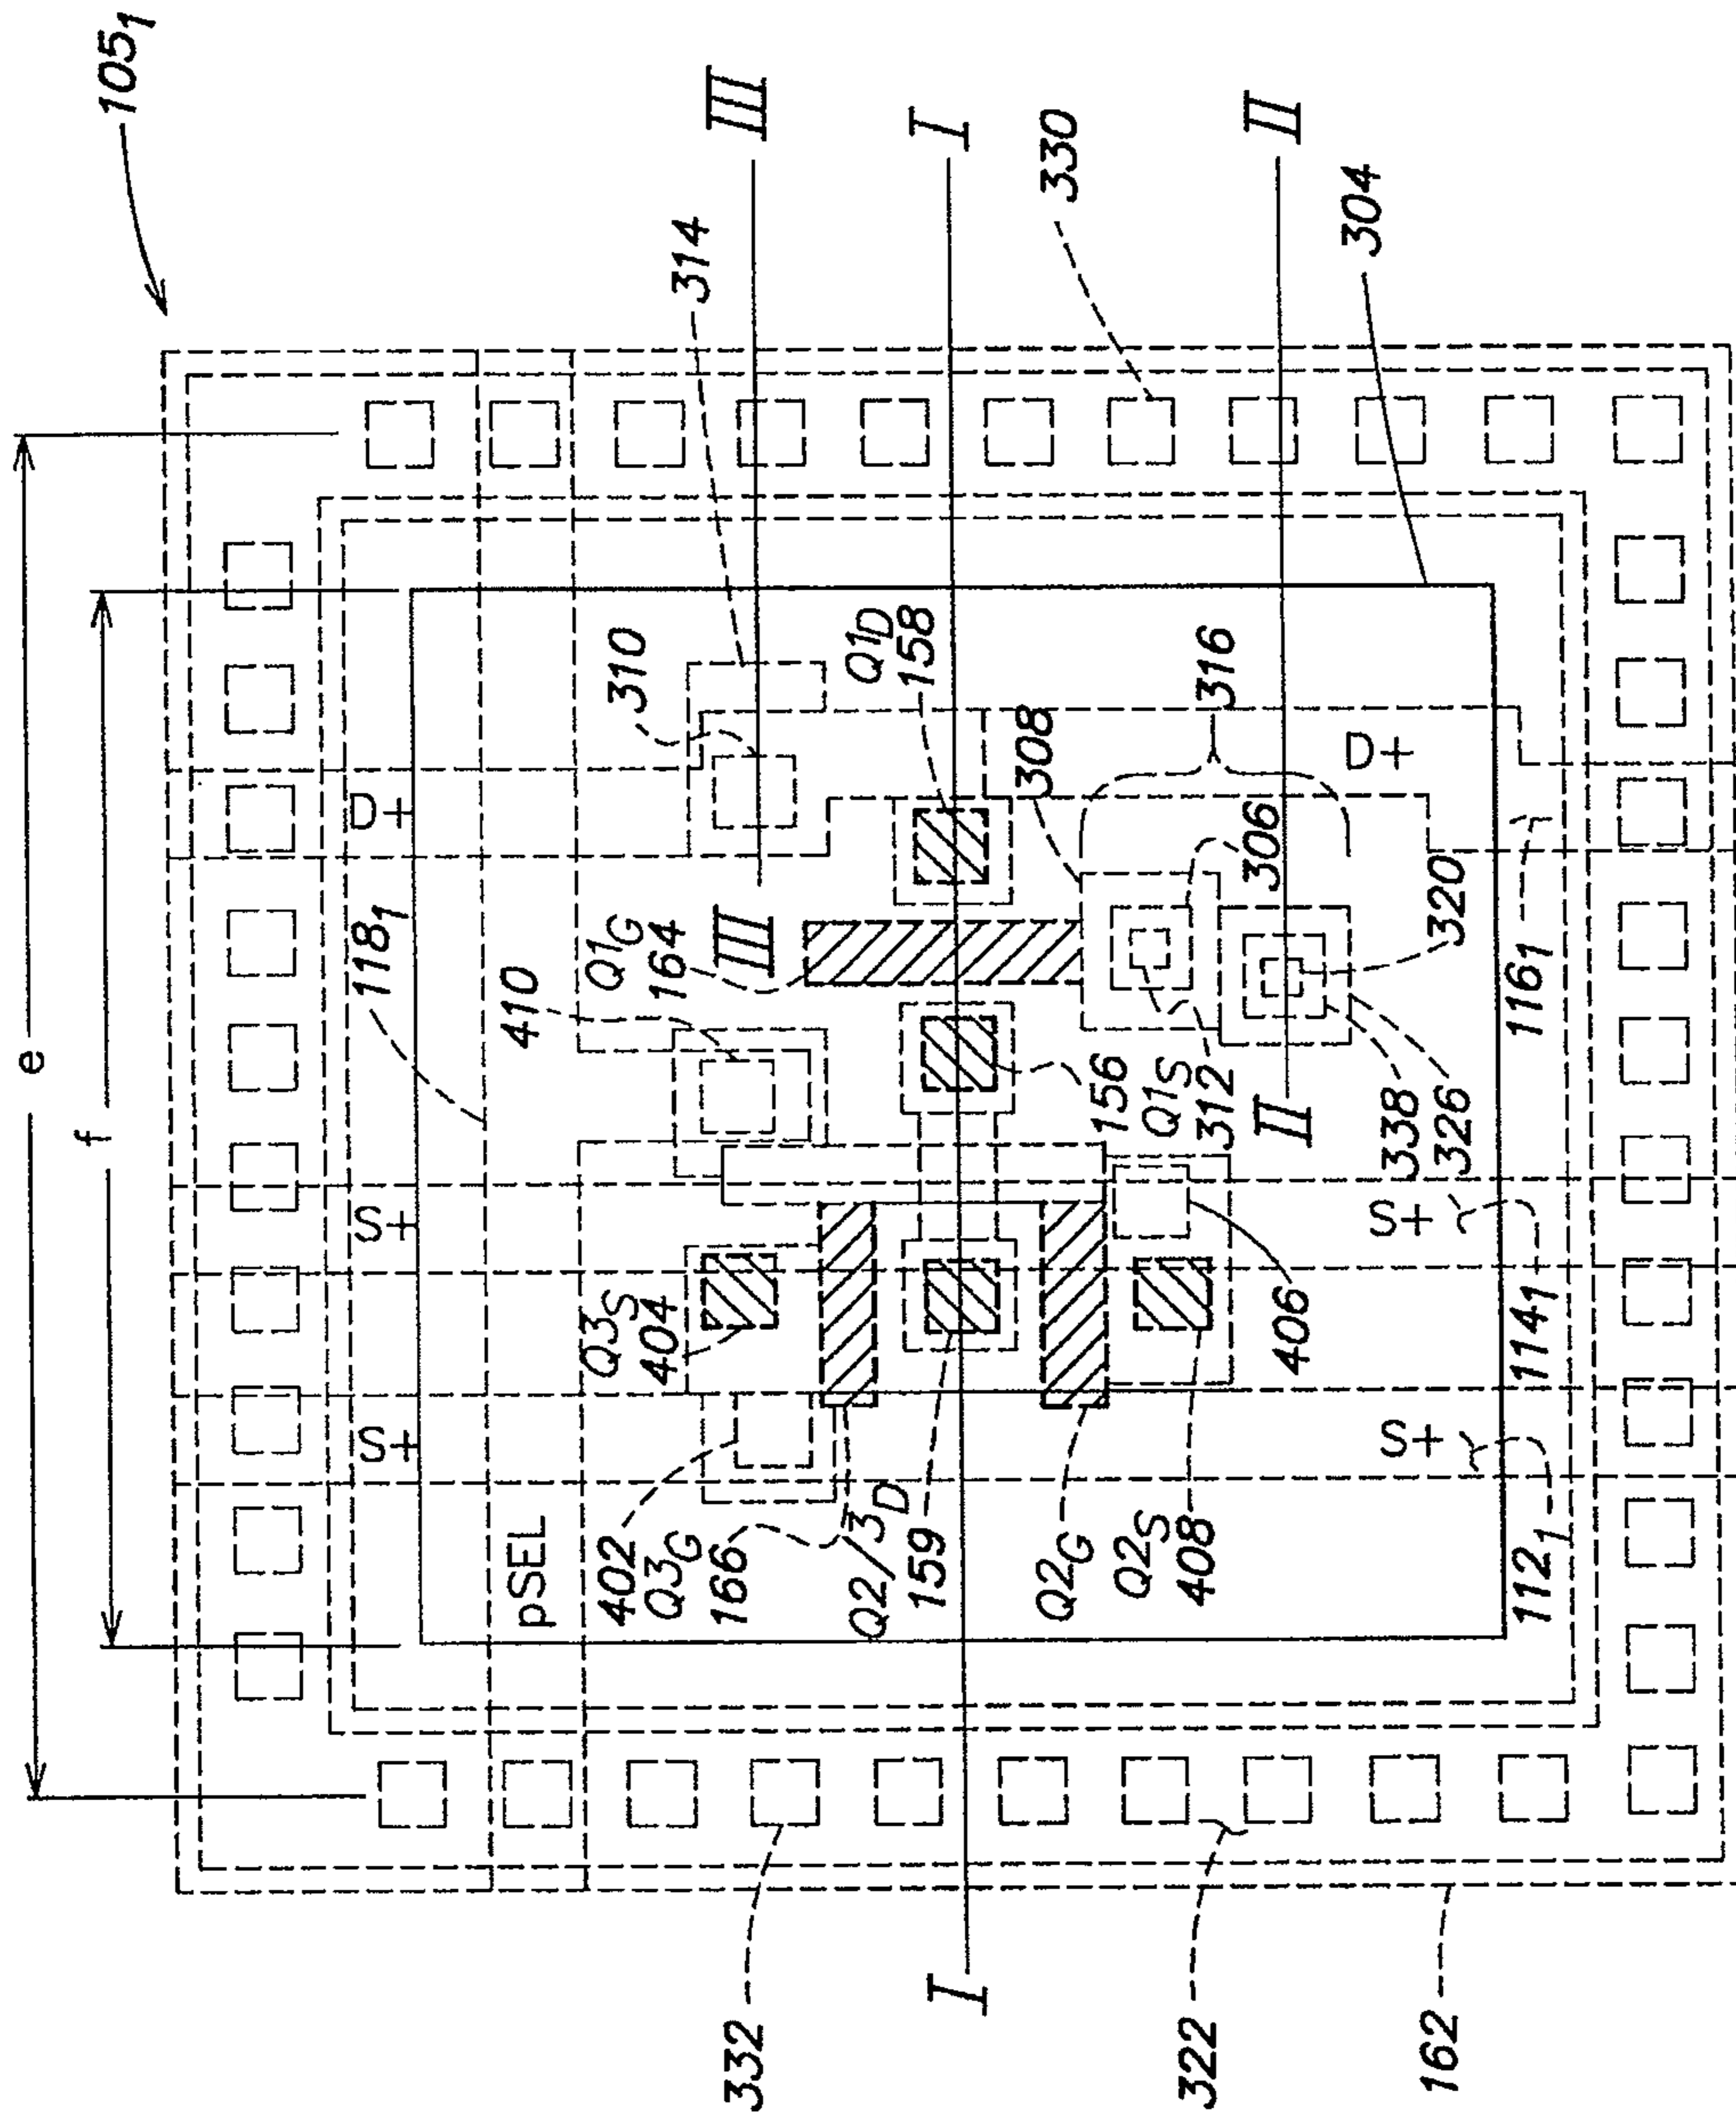 e
f
105₁
III
I
II
314
330
304
118₁
D+
310
Q1D
158
316
308
D+
306
320
116₁
410
Q1G
164
III
156
Q1S
312
II
338
326
S+
S+
114₁
Q3S
404
406
S+
S+
112₁
pSEL
402
Q3G
166
Q2/3D
159
Q2G
Q2S
408
I
332
322
162